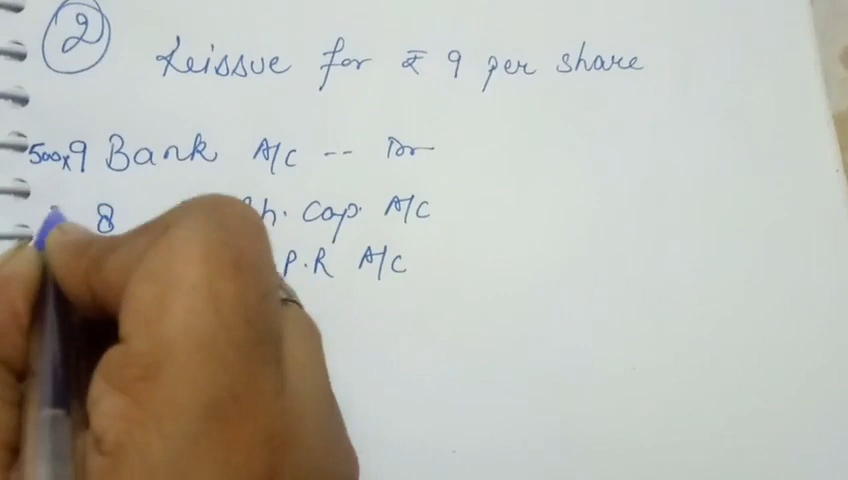 2 Reissue for ₹ 9 per share
500x9 Bank A/C -- Dr
8 Sh. Cap. A/C
P.R A/C